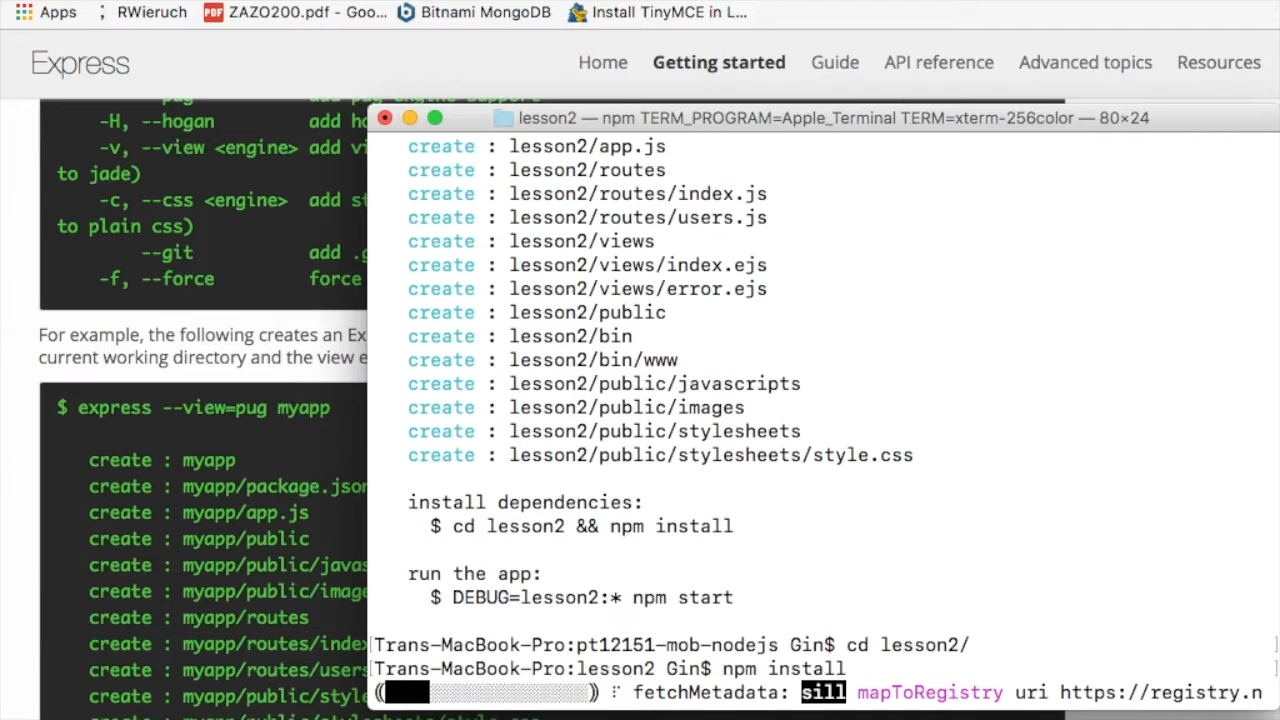 Apps RWieruch ZAZO200.pdf - Goo... Bitnami MongoDB Install TinyMCE in L...
Express Home Getting started Guide API reference Advanced topics Resources
-H, --hogan add ho
-v, --view <engine> add vi
to jade)
-c, --css <engine> add st
to plain css)
--git add .g
-f, --force force
For example, the following creates an Ex
current working directory and the view e
$ express --view=pug myapp
create : myapp
create : myapp/package.json
create : myapp/app.js
create : myapp/public
create : myapp/public/javas
create : myapp/public/image
create : myapp/routes
create : myapp/routes/index
create : myapp/routes/users
create : myapp/public/style
lesson2 — npm TERM_PROGRAM=Apple_Terminal TERM=xterm-256color — 80×24
create : lesson2/app.js
create : lesson2/routes
create : lesson2/routes/index.js
create : lesson2/routes/users.js
create : lesson2/views
create : lesson2/views/index.ejs
create : lesson2/views/error.ejs
create : lesson2/public
create : lesson2/bin
create : lesson2/bin/www
create : lesson2/public/javascripts
create : lesson2/public/images
create : lesson2/public/stylesheets
create : lesson2/public/stylesheets/style.css
install dependencies:
$ cd lesson2 && npm install
run the app:
$ DEBUG=lesson2:* npm start
[Trans-MacBook-Pro:pt12151-mob-nodejs Gin$ cd lesson2/ ]
[Trans-MacBook-Pro:lesson2 Gin$ npm install ]
fetchMetadata: sill mapToRegistry uri https://registry.n